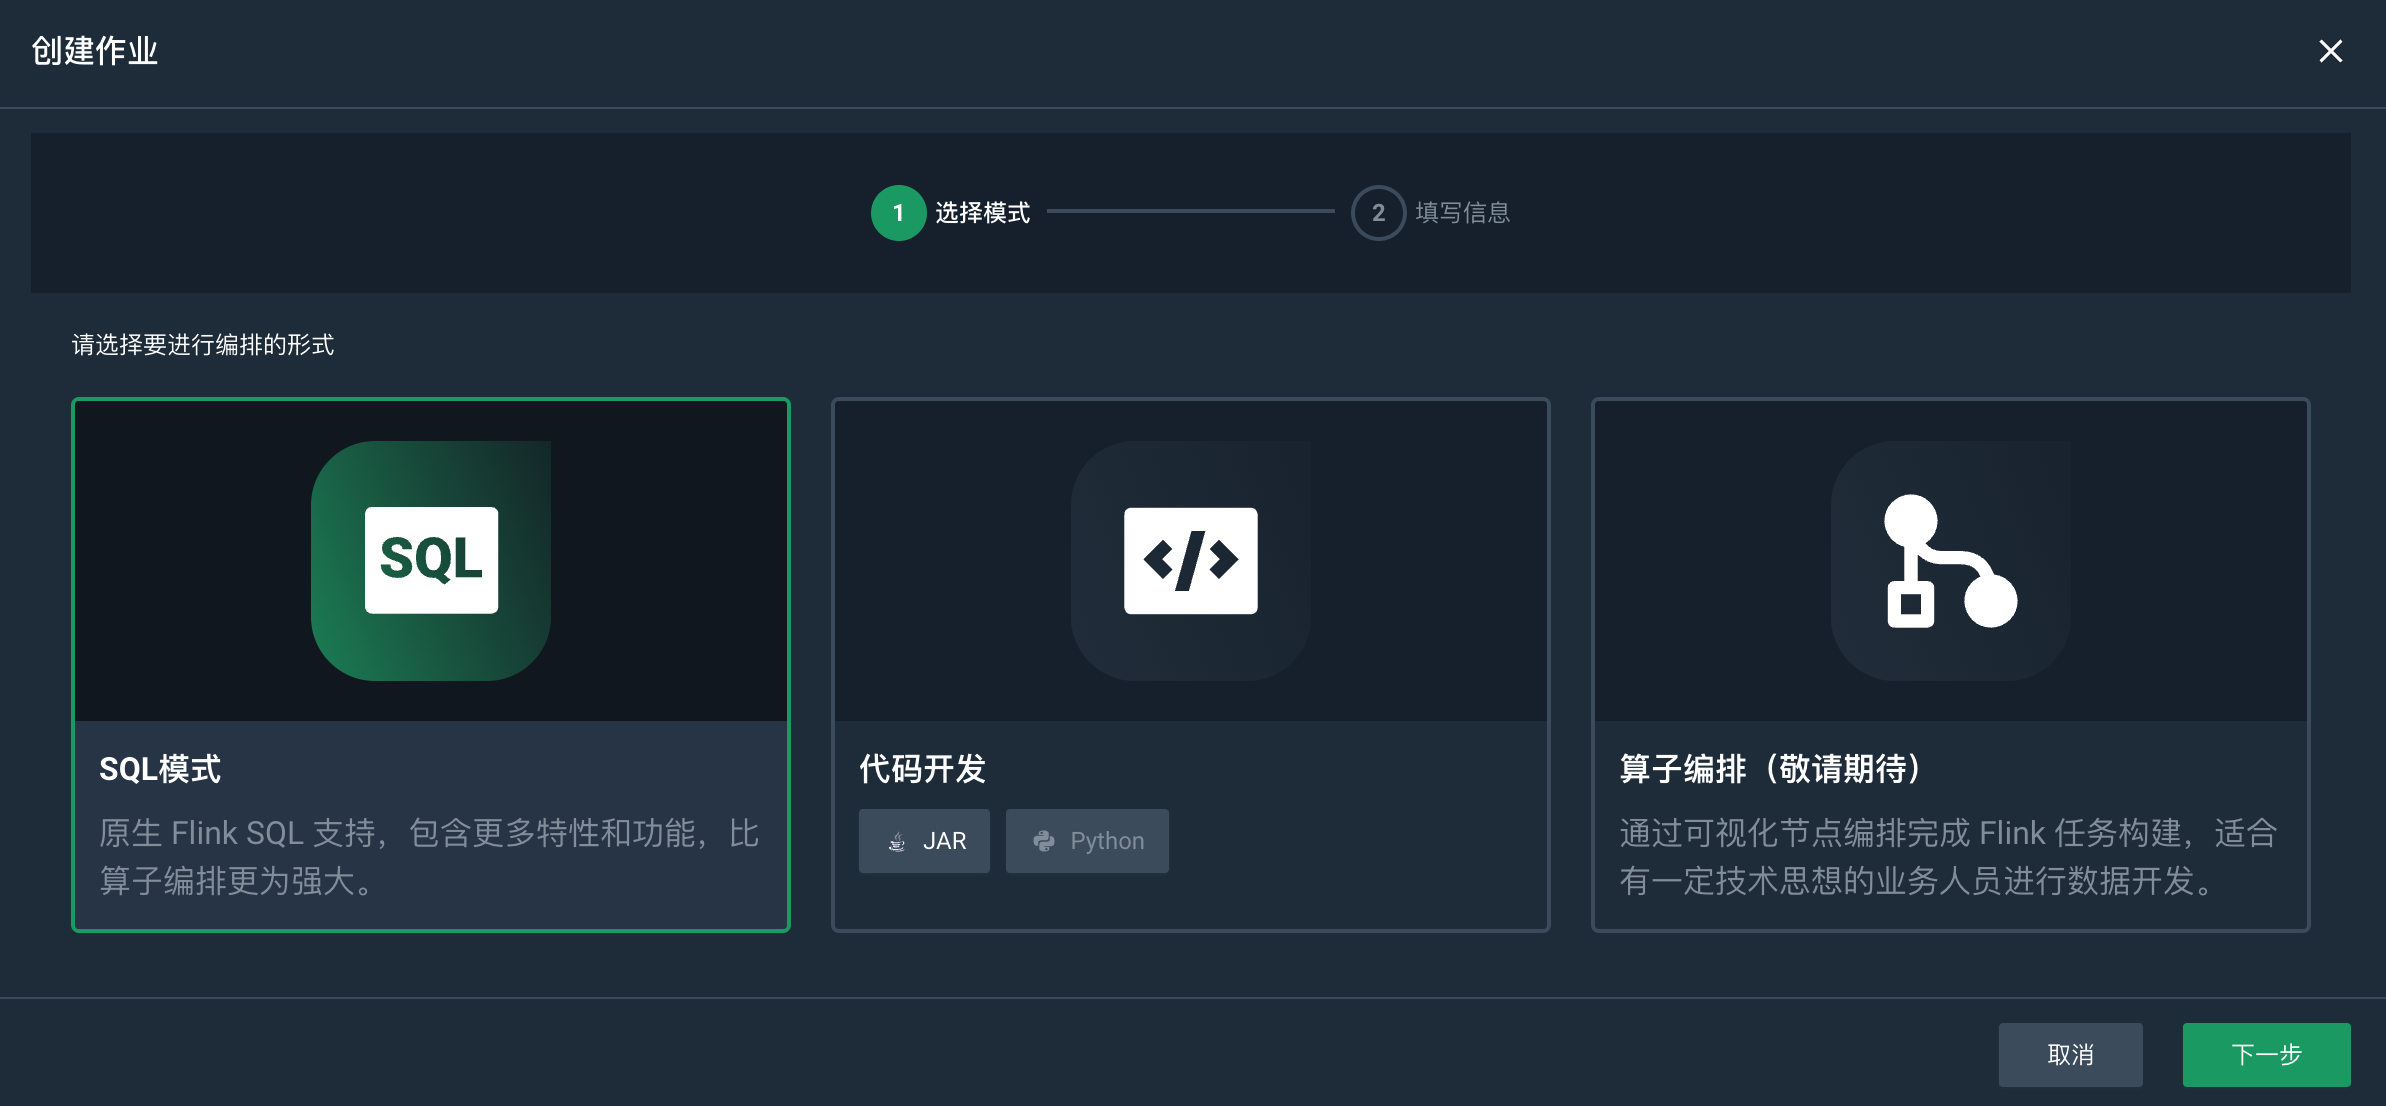 创建作业
1 选择模式 2 填写信息
请选择要进行编排的形式
SQL
SQL模式
原生 Flink SQL 支持，包含更多特性和功能，比
算子编排更为强大。
</>
代码开发
JAR Python
算子编排（敬请期待）
通过可视化节点编排完成 Flink 任务构建，适合
有一定技术思想的业务人员进行数据开发。
取消 下一步